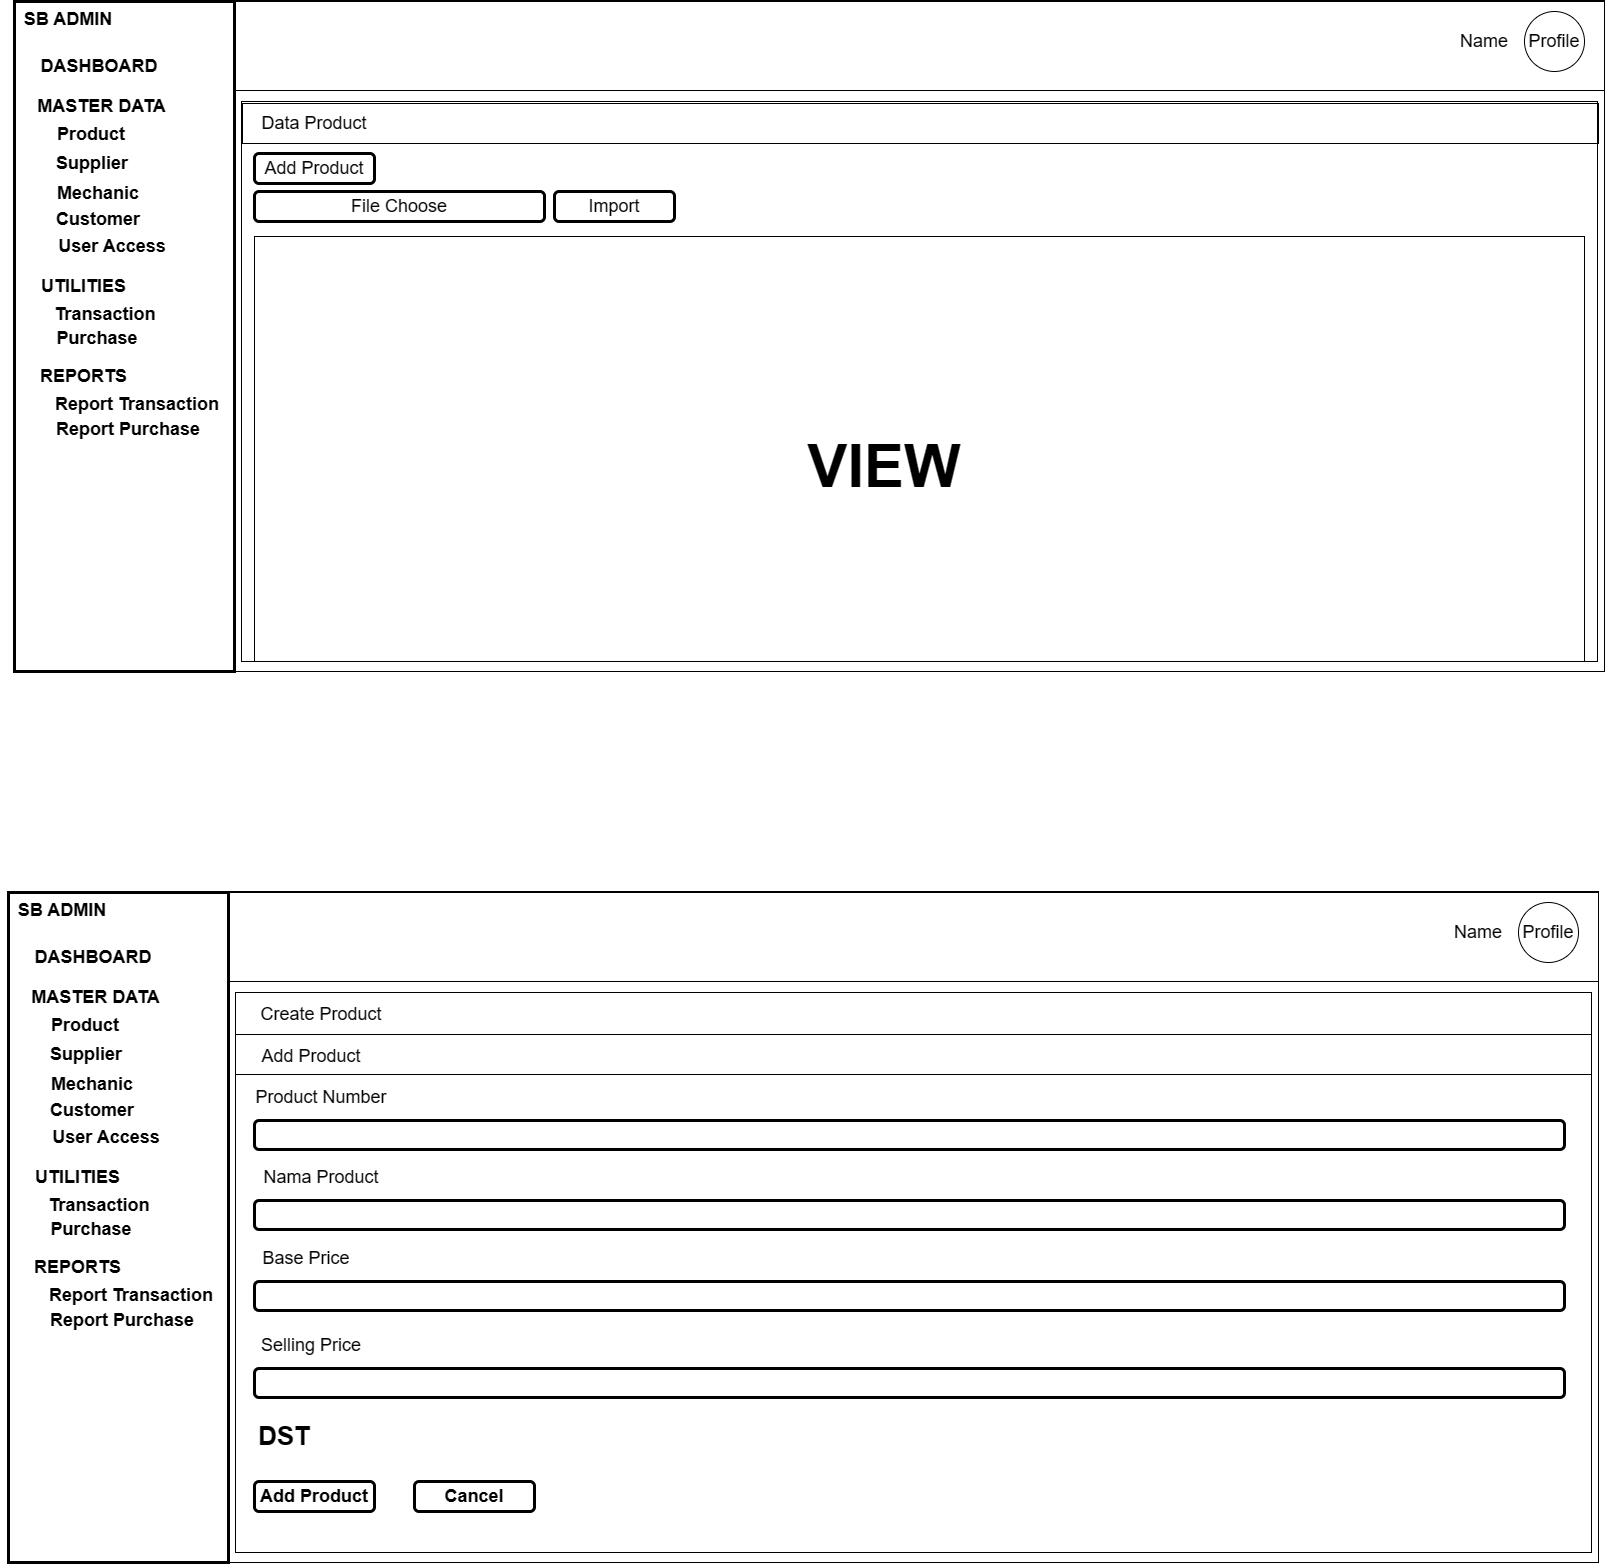 SB ADMIN
DASHBOARD
MASTER DATA
Product
Supplier
Mechanic
Customer
User Access
UTILITIES
Transaction
Purchase
REPORTS
Report Transaction
Report Purchase
Name
Profile
Data Product
Add Product
File Choose
Import
VIEW
SB ADMIN
DASHBOARD
MASTER DATA
Product
Supplier
Mechanic
Customer
User Access
UTILITIES
Transaction
Purchase
REPORTS
Report Transaction
Report Purchase
Name
Profile
Create Product
Add Product
Product Number
Nama Product
Base Price
Selling Price
DST
Add Product
Cancel